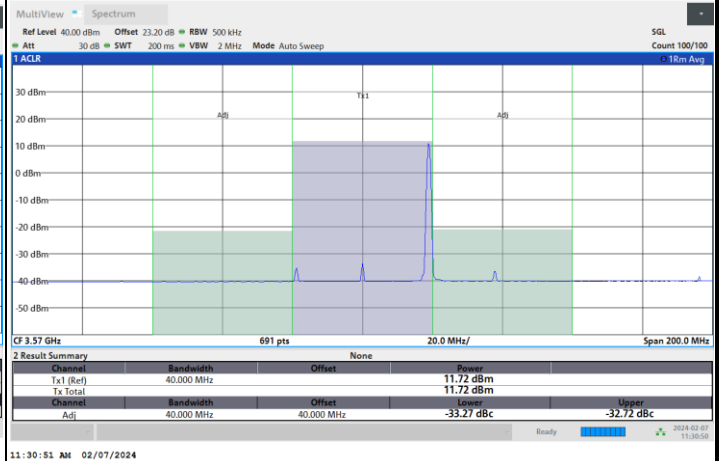 MultiView Spectrum
Ref Level 40.00 dBm Offset 23.20 dB RBW 500 kHz SGL
Att 30 dB SWT 200 ms VBW 2 MHz Mode Auto Sweep Count 100/100
1 ACLR 1Rm Avg
30 dBm
Tx1
20 dBm Adj Adj
10 dBm
0 dBm
-10 dBm
-20 dBm
-30 dBm
-40 dBm
-50 dBm
CF 3.57 GHz 691 pts 20.0 MHz/ Span 200.0 MHz
2 Result Summary None
Channel Bandwidth Offset Power
Tx1 (Ref) 40.000 MHz 11.72 dBm
Tx Total 11.72 dBm
Channel Bandwidth Offset Lower Upper
Adj 40.000 MHz 40.000 MHz -33.27 dBc -32.72 dBc
Ready 2024-02-07
11:30:50
11:30:51 AM 02/07/2024